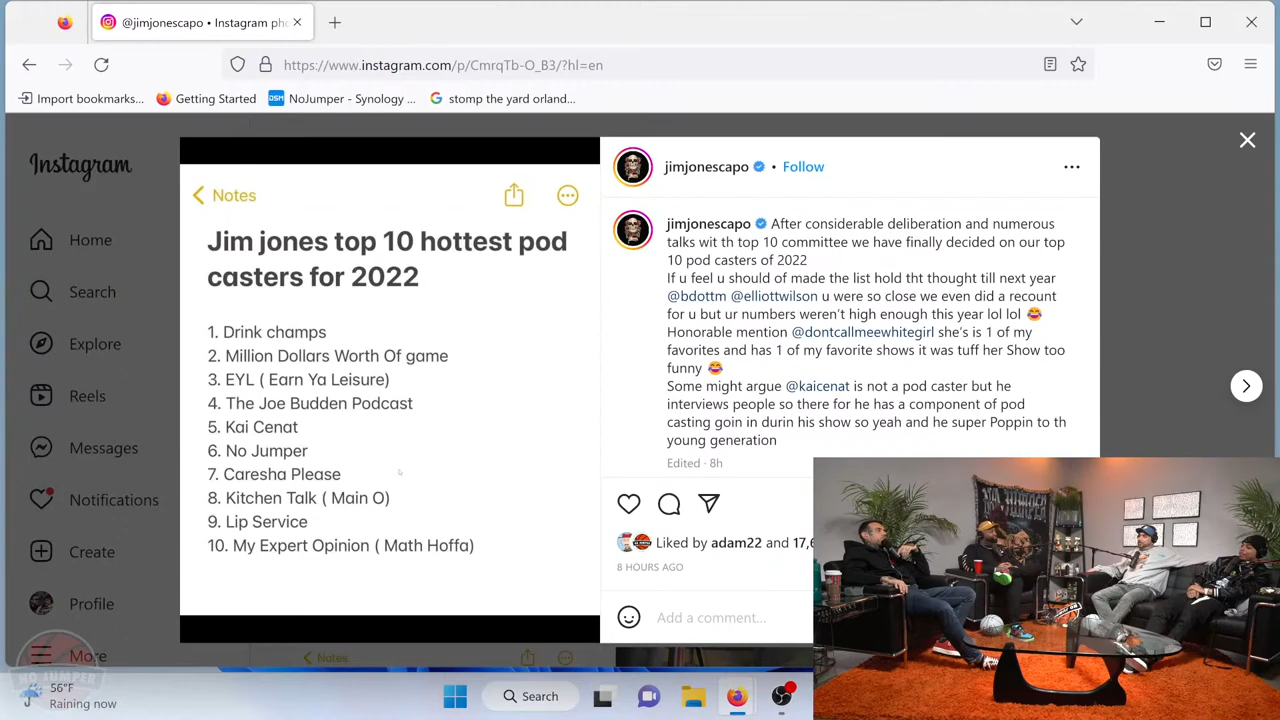 @jimjonescapo • Instagram pho
https://www.instagram.com/p/CmrqTb-O_B3/?hl=en
Import bookmarks...
Getting Started
DSM
NoJumper - Synology ...
stomp the yard orland...
Instagram
Home
Search
Explore
Reels
Messages
Notifications
Create
Profile
More
Notes
Jim jones top 10 hottest pod
casters for 2022
1. Drink champs
2. Million Dollars Worth Of game
3. EYL ( Earn Ya Leisure)
4. The Joe Budden Podcast
5. Kai Cenat
6. No Jumper
7. Caresha Please
8. Kitchen Talk ( Main O)
9. Lip Service
10. My Expert Opinion ( Math Hoffa)
jimjonescapo • Follow
jimjonescapo After considerable deliberation and numerous
talks wit th top 10 committee we have finally decided on our top
10 pod casters of 2022
If u feel u should of made the list hold tht thought till next year
@bdottm @elliottwilson u were so close we even did a recount
for u but ur numbers weren't high enough this year lol lol 😂
Honorable mention @dontcallmeewhitegirl she's is 1 of my
favorites and has 1 of my favorite shows it was tuff her Show too
funny 😂
Some might argue @kaicenat is not a pod caster but he
interviews people so there for he has a component of pod
casting goin in durin his show so yeah and he super Poppin to th
young generation
Edited · 8h
Liked by adam22 and 17,6
8 HOURS AGO
Add a comment...
Notes
NO JUMPER
56°F
Raining now
Search